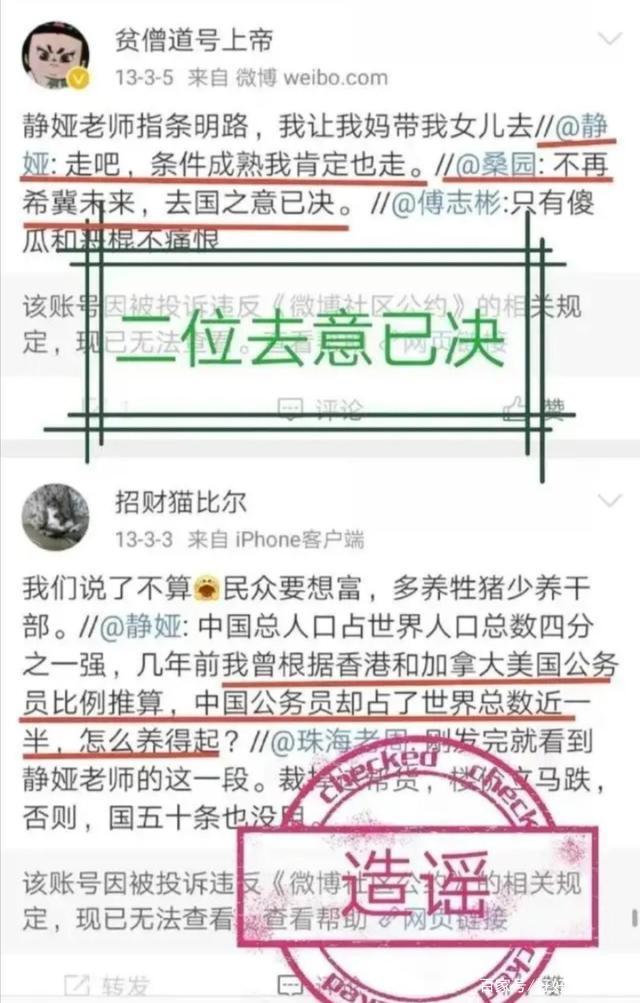 贫僧道号上帝
13-3-5 来自 微博 weibo.com
静娅老师指条明路，我让我妈带我女儿去//@静
娅: 走吧，条件成熟我肯定也走。//@桑园: 不再
希冀未来，去国之意已决。//@傅志彬:只有傻
瓜和恶棍不痛恨
该账号因被投诉违反《微博社区公约》的相关规
定，现已无法查看。查看帮助 网页链接
二位去意已决
评论
赞
招财猫比尔
13-3-3 来自 iPhone客户端
我们说了不算民众要想富，多养牲猪少养干
部。//@静娅: 中国总人口占世界人口总数四分
之一强，几年前我曾根据香港和加拿大美国公务
员比例推算，中国公务员却占了世界总数近一
半，怎么养得起？//@珠海老周:刚发完就看到
静娅老师的这一段。裁
货，楼
立马跌，
否则，国五十条也没用。
checked
check
造谣
该账号因被投诉违反《微博社区公约》的相关规
定，现已无法查看。查看帮助 网页链接
转发
评论
百家号/